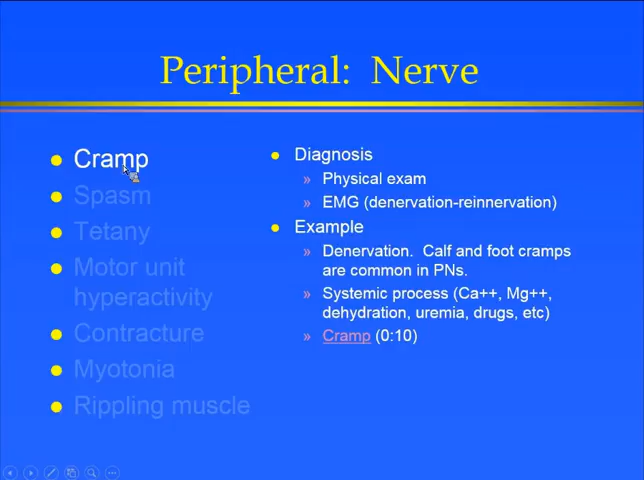 Peripheral: Nerve
Cramp
Spasm
Tetany
Motor unit
hyperactivity
Contracture
Myotonia
Rippling muscle
Diagnosis
» Physical exam
» EMG (denervation-reinnervation)
Example
» Denervation. Calf and foot cramps
are common in PNs.
» Systemic process (Ca++, Mg++,
dehydration, uremia, drugs, etc)
» Cramp (0:10)